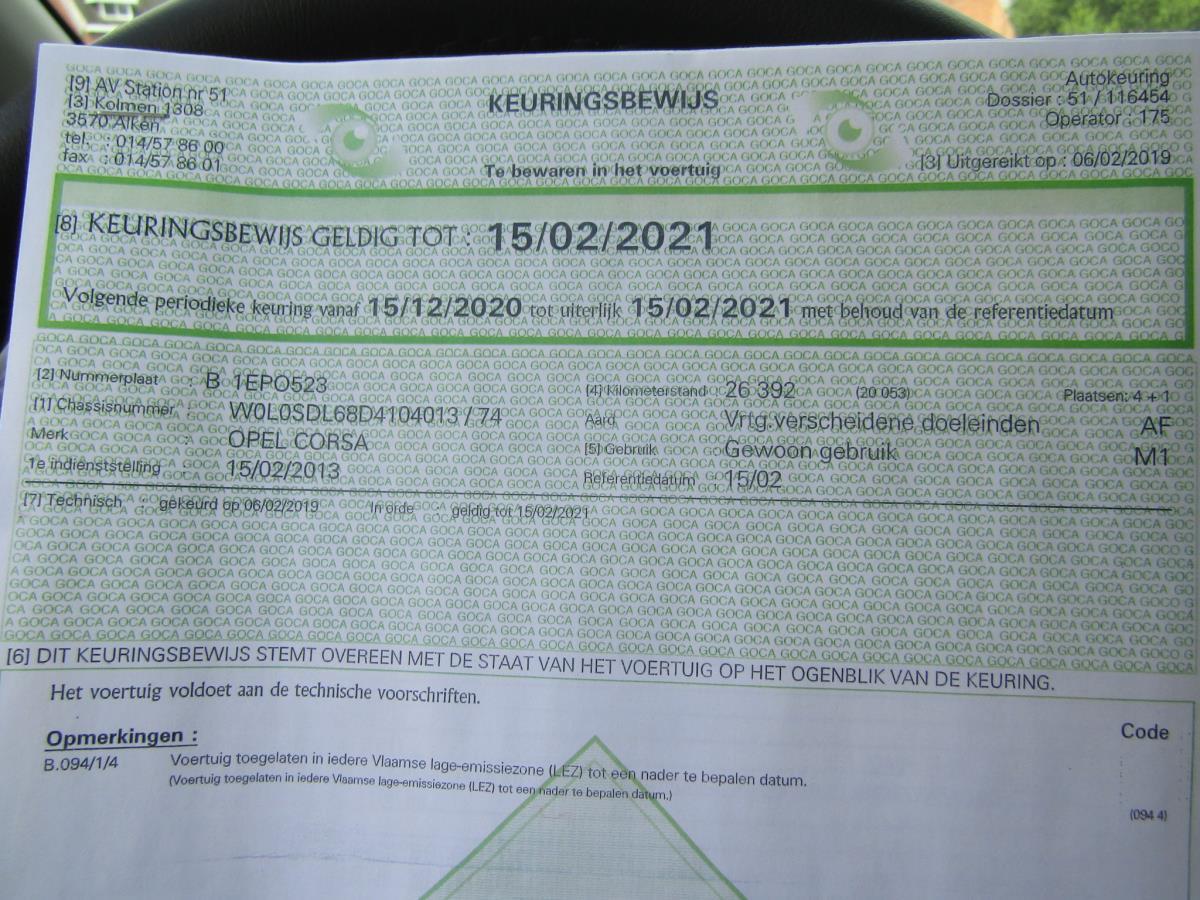 [9] AV Station nr 51
[3] Kolmen 1308
3570 Alken
tel. : 014/57 86 00
fax : 014/57 86 01
KEURINGSBEWIJS
Te bewaren in het voertuig
Autokeuring
Dossier : 51 / 116454
Operator : 175
[3] Uitgereikt op : 06/02/2019
[8] KEURINGSBEWIJS GELDIG TOT : 15/02/2021
Volgende periodieke keuring vanaf 15/12/2020 tot uiterlijk 15/02/2021 met behoud van de referentiedatum
[2] Nummerplaat : B 1EPO523
[1] Chassisnummer : W0L0SDL68D4104013 / 74
Merk : OPEL CORSA
1e indienststelling : 15/02/2013
[4] Kilometerstand : 26 392 (20 053) Plaatsen: 4 + 1
Aard : Vrtg.verscheidene doeleinden AF
[5] Gebruik : Gewoon gebruik M1
Referentiedatum : 15/02
[7] Technisch : gekeurd op 06/02/2019 In orde : geldig tot 15/02/2021
[6] DIT KEURINGSBEWIJS STEMT OVEREEN MET DE STAAT VAN HET VOERTUIG OP HET OGENBLIK VAN DE KEURING.
Het voertuig voldoet aan de technische voorschriften.
Opmerkingen :
Code
B.094/1/4 Voertuig toegelaten in iedere Vlaamse lage-emissiezone (LEZ) tot een nader te bepalen datum.
(Voertuig toegelaten in iedere Vlaamse lage-emissiezone (LEZ) tot een nader te bepalen datum.)
(094 4)